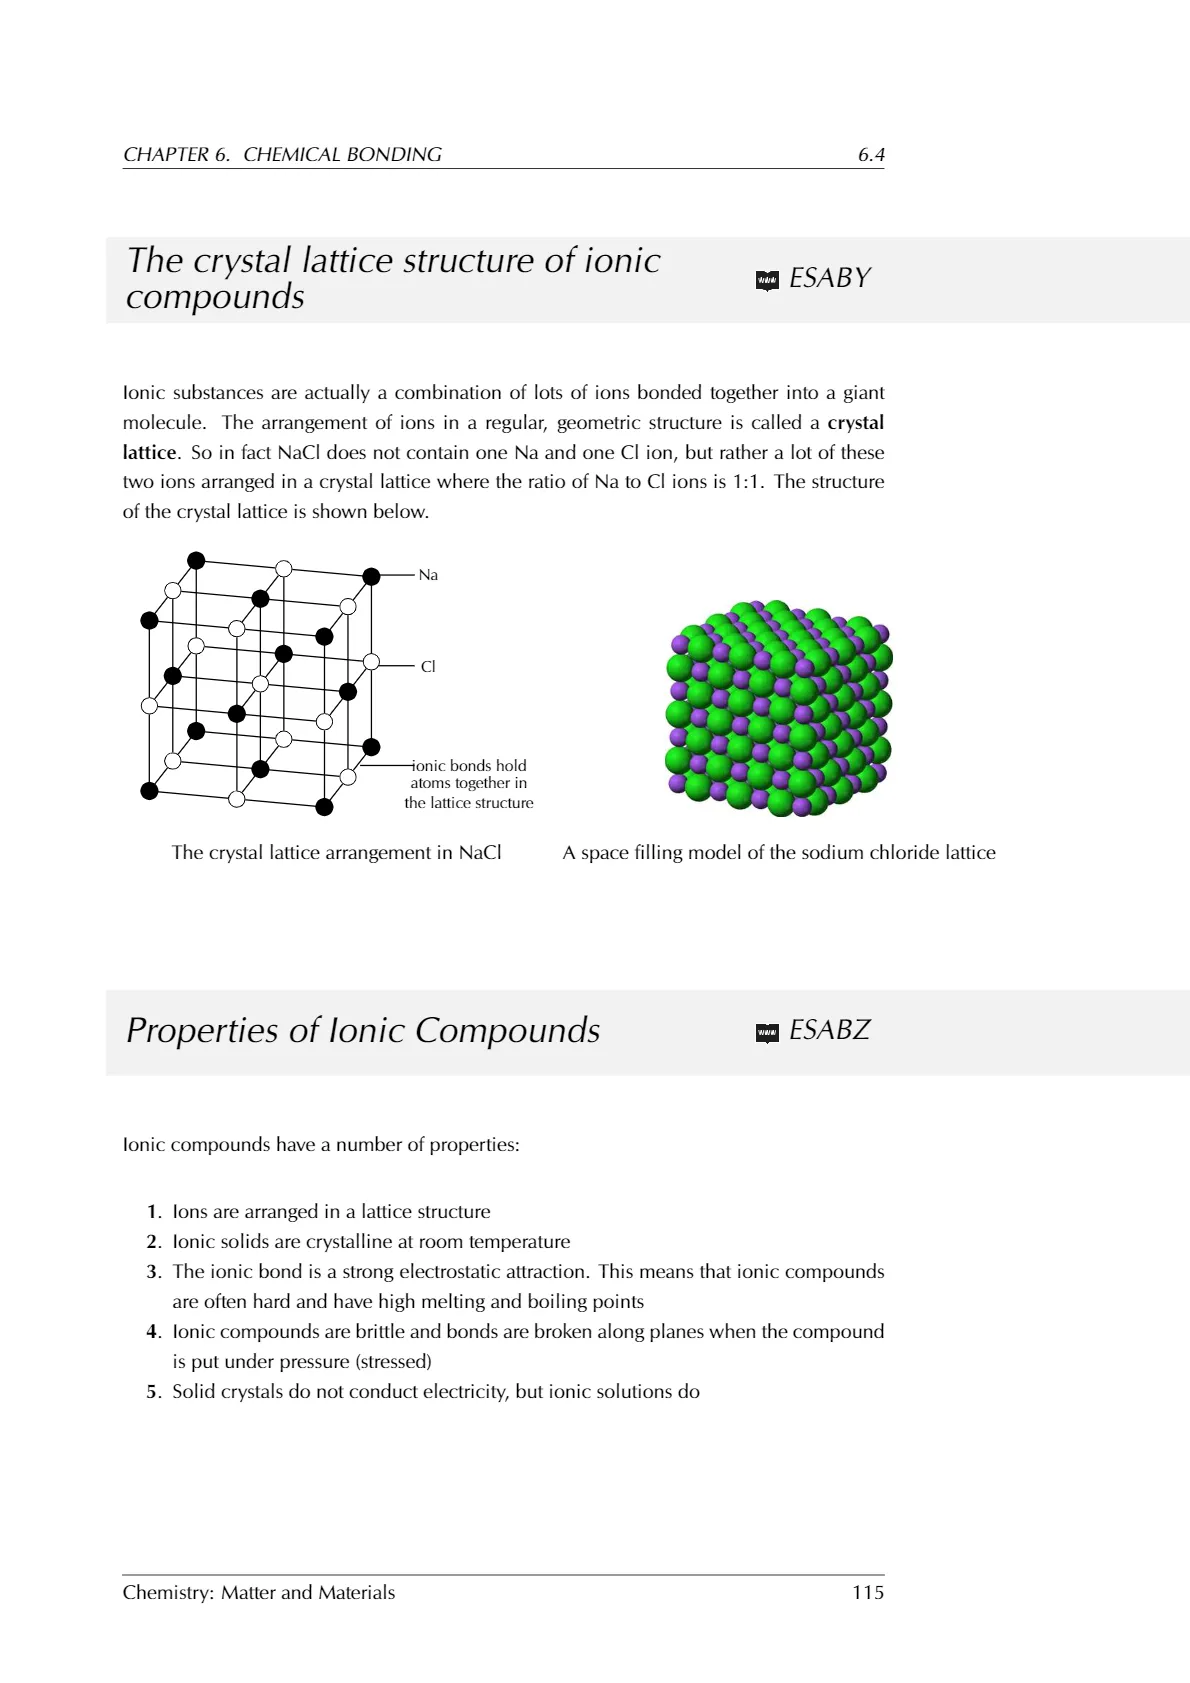 CHAPTER 6. CHEMICAL BONDING 6.4
The crystal lattice structure of ionic
compounds
www ESABY
Ionic substances are actually a combination of lots of ions bonded together into a giant
molecule. The arrangement of ions in a regular, geometric structure is called a crystal
lattice. So in fact NaCl does not contain one Na and one Cl ion, but rather a lot of these
two ions arranged in a crystal lattice where the ratio of Na to Cl ions is 1:1. The structure
of the crystal lattice is shown below.
Na
Cl
ionic bonds hold
atoms together in
the lattice structure
The crystal lattice arrangement in NaCl
A space filling model of the sodium chloride lattice
Properties of Ionic Compounds
www ESABZ
Ionic compounds have a number of properties:
1. Ions are arranged in a lattice structure
2. Ionic solids are crystalline at room temperature
3. The ionic bond is a strong electrostatic attraction. This means that ionic compounds
are often hard and have high melting and boiling points
4. Ionic compounds are brittle and bonds are broken along planes when the compound
is put under pressure (stressed)
5. Solid crystals do not conduct electricity, but ionic solutions do
Chemistry: Matter and Materials 115